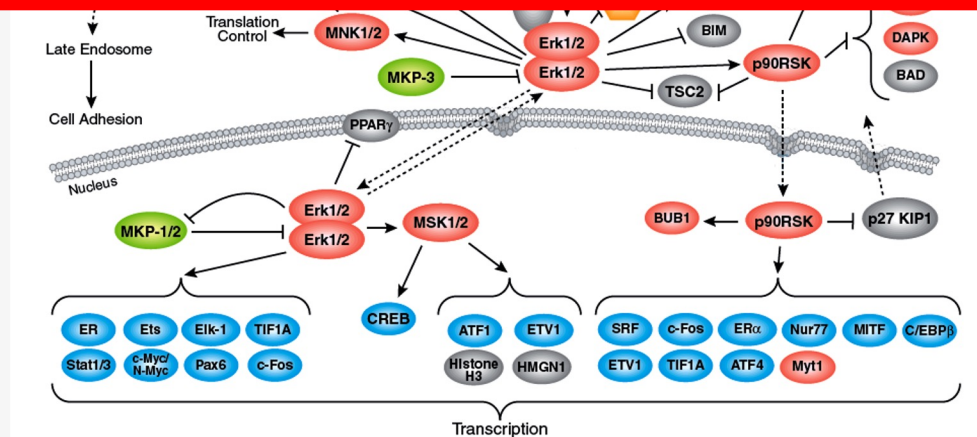 Translation
Control
MNK1/2
Late Endosome
Cell Adhesion
MKP-3
Erk1/2
Erk1/2
BIM
TSC2
p90RSK
DAPK
BAD
PPARγ
Nucleus
MKP-1/2
Erk1/2
Erk1/2
MSK1/2
BUB1
p90RSK
p27 KIP1
CREB
ER
Ets
Elk-1
TIF1A
Stat1/3
c-Myc/
N-Myc
Pax6
c-Fos
ATF1
ETV1
Histone
H3
HMGN1
SRF
c-Fos
ERα
Nur77
MITF
C/EBPβ
ETV1
TIF1A
ATF4
Myt1
Transcription